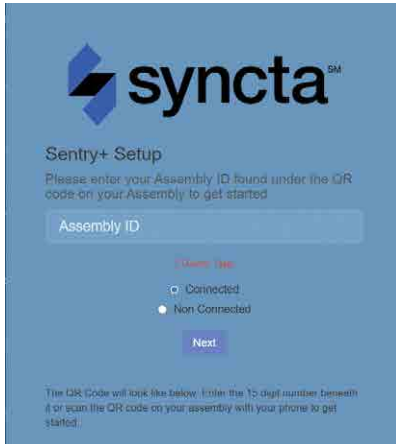 syncta
SM
Sentry+ Setup
Please enter your Assembly ID found under the QR
code on your Assembly to get started
Assembly ID
Connected
Non Connected
Next
The QR Code will look like below. Enter the 15 digit number beneath
it or scan the QR code on your assembly with your phone to get
started.